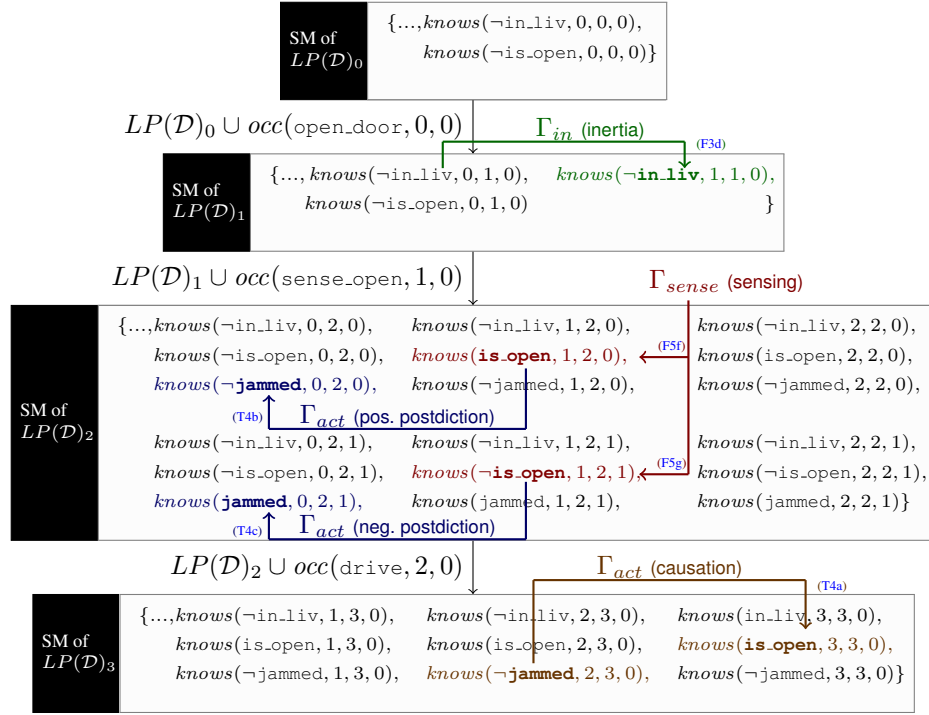 SM of
LP(𝒟)₀
{...,knows(¬in_liv, 0, 0, 0),
knows(¬is_open, 0, 0, 0)}
LP(𝒟)₀ ∪ occ(open_door, 0, 0)
Γ_in (inertia)
(F3d)
SM of
LP(𝒟)₁
{..., knows(¬in_liv, 0, 1, 0), knows(¬in_liv, 1, 1, 0),
knows(¬is_open, 0, 1, 0) }
LP(𝒟)₁ ∪ occ(sense_open, 1, 0)
Γ_sense (sensing)
SM of
LP(𝒟)₂
{...,knows(¬in_liv, 0, 2, 0), knows(¬in_liv, 1, 2, 0), knows(¬in_liv, 2, 2, 0),
knows(¬is_open, 0, 2, 0), knows(is_open, 1, 2, 0), (F5f) knows(is_open, 2, 2, 0),
knows(¬jammed, 0, 2, 0), knows(¬jammed, 1, 2, 0), knows(¬jammed, 2, 2, 0),
(T4b) Γ_act (pos. postdiction)
knows(¬in_liv, 0, 2, 1), knows(¬in_liv, 1, 2, 1), knows(¬in_liv, 2, 2, 1),
knows(¬is_open, 0, 2, 1), knows(¬is_open, 1, 2, 1), (F5g) knows(¬is_open, 2, 2, 1),
knows(jammed, 0, 2, 1), knows(jammed, 1, 2, 1), knows(jammed, 2, 2, 1)}
(T4c) Γ_act (neg. postdiction)
LP(𝒟)₂ ∪ occ(drive, 2, 0)
Γ_act (causation)
(T4a)
SM of
LP(𝒟)₃
{...,knows(¬in_liv, 1, 3, 0), knows(¬in_liv, 2, 3, 0), knows(in_liv, 3, 3, 0),
knows(is_open, 1, 3, 0), knows(is_open, 2, 3, 0), knows(is_open, 3, 3, 0),
knows(¬jammed, 1, 3, 0), knows(¬jammed, 2, 3, 0), knows(¬jammed, 3, 3, 0)}